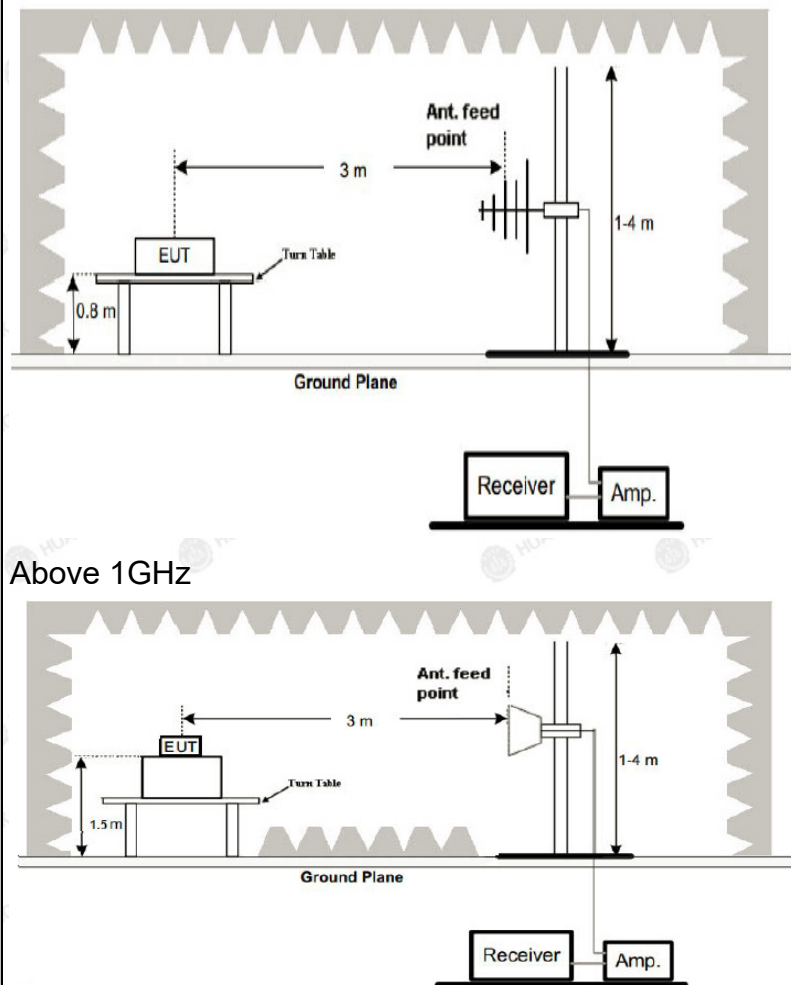 Ant. feed
point
3 m
1-4 m
EUT
Turn Table
0.8 m
Ground Plane
Receiver
Amp.
Above 1GHz
Ant. feed
point
3 m
1-4 m
EUT
Turn Table
1.5 m
Ground Plane
Receiver
Amp.